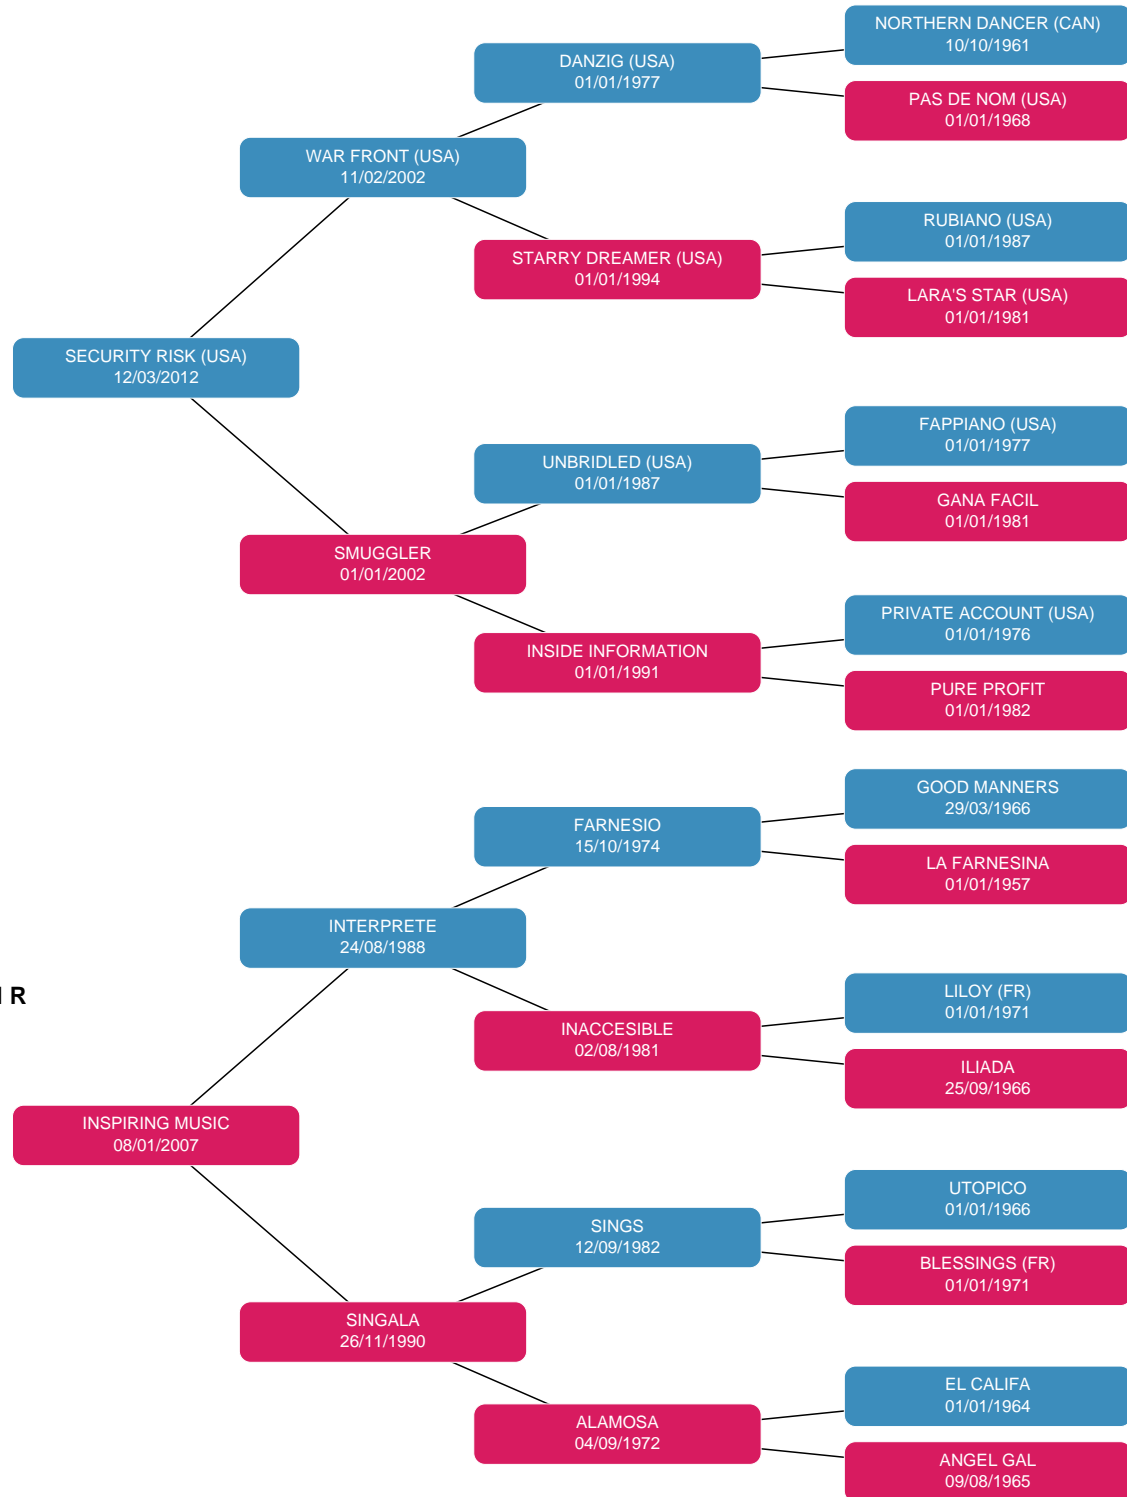 NORTHERN DANCER (CAN)
10/10/1961
DANZIG (USA)
01/01/1977
PAS DE NOM (USA)
01/01/1968
WAR FRONT (USA)
11/02/2002
RUBIANO (USA)
01/01/1987
STARRY DREAMER (USA)
01/01/1994
LARA'S STAR (USA)
01/01/1981
SECURITY RISK (USA)
12/03/2012
FAPPIANO (USA)
01/01/1977
UNBRIDLED (USA)
01/01/1987
GANA FACIL
01/01/1981
SMUGGLER
01/01/2002
PRIVATE ACCOUNT (USA)
01/01/1976
INSIDE INFORMATION
01/01/1991
PURE PROFIT
01/01/1982
GOOD MANNERS
29/03/1966
FARNESIO
15/10/1974
LA FARNESINA
01/01/1957
INTERPRETE
24/08/1988
R
LILOY (FR)
01/01/1971
INACCESIBLE
02/08/1981
ILIADA
25/09/1966
INSPIRING MUSIC
08/01/2007
UTOPICO
01/01/1966
SINGS
12/09/1982
BLESSINGS (FR)
01/01/1971
SINGALA
26/11/1990
EL CALIFA
01/01/1964
ALAMOSA
04/09/1972
ANGEL GAL
09/08/1965